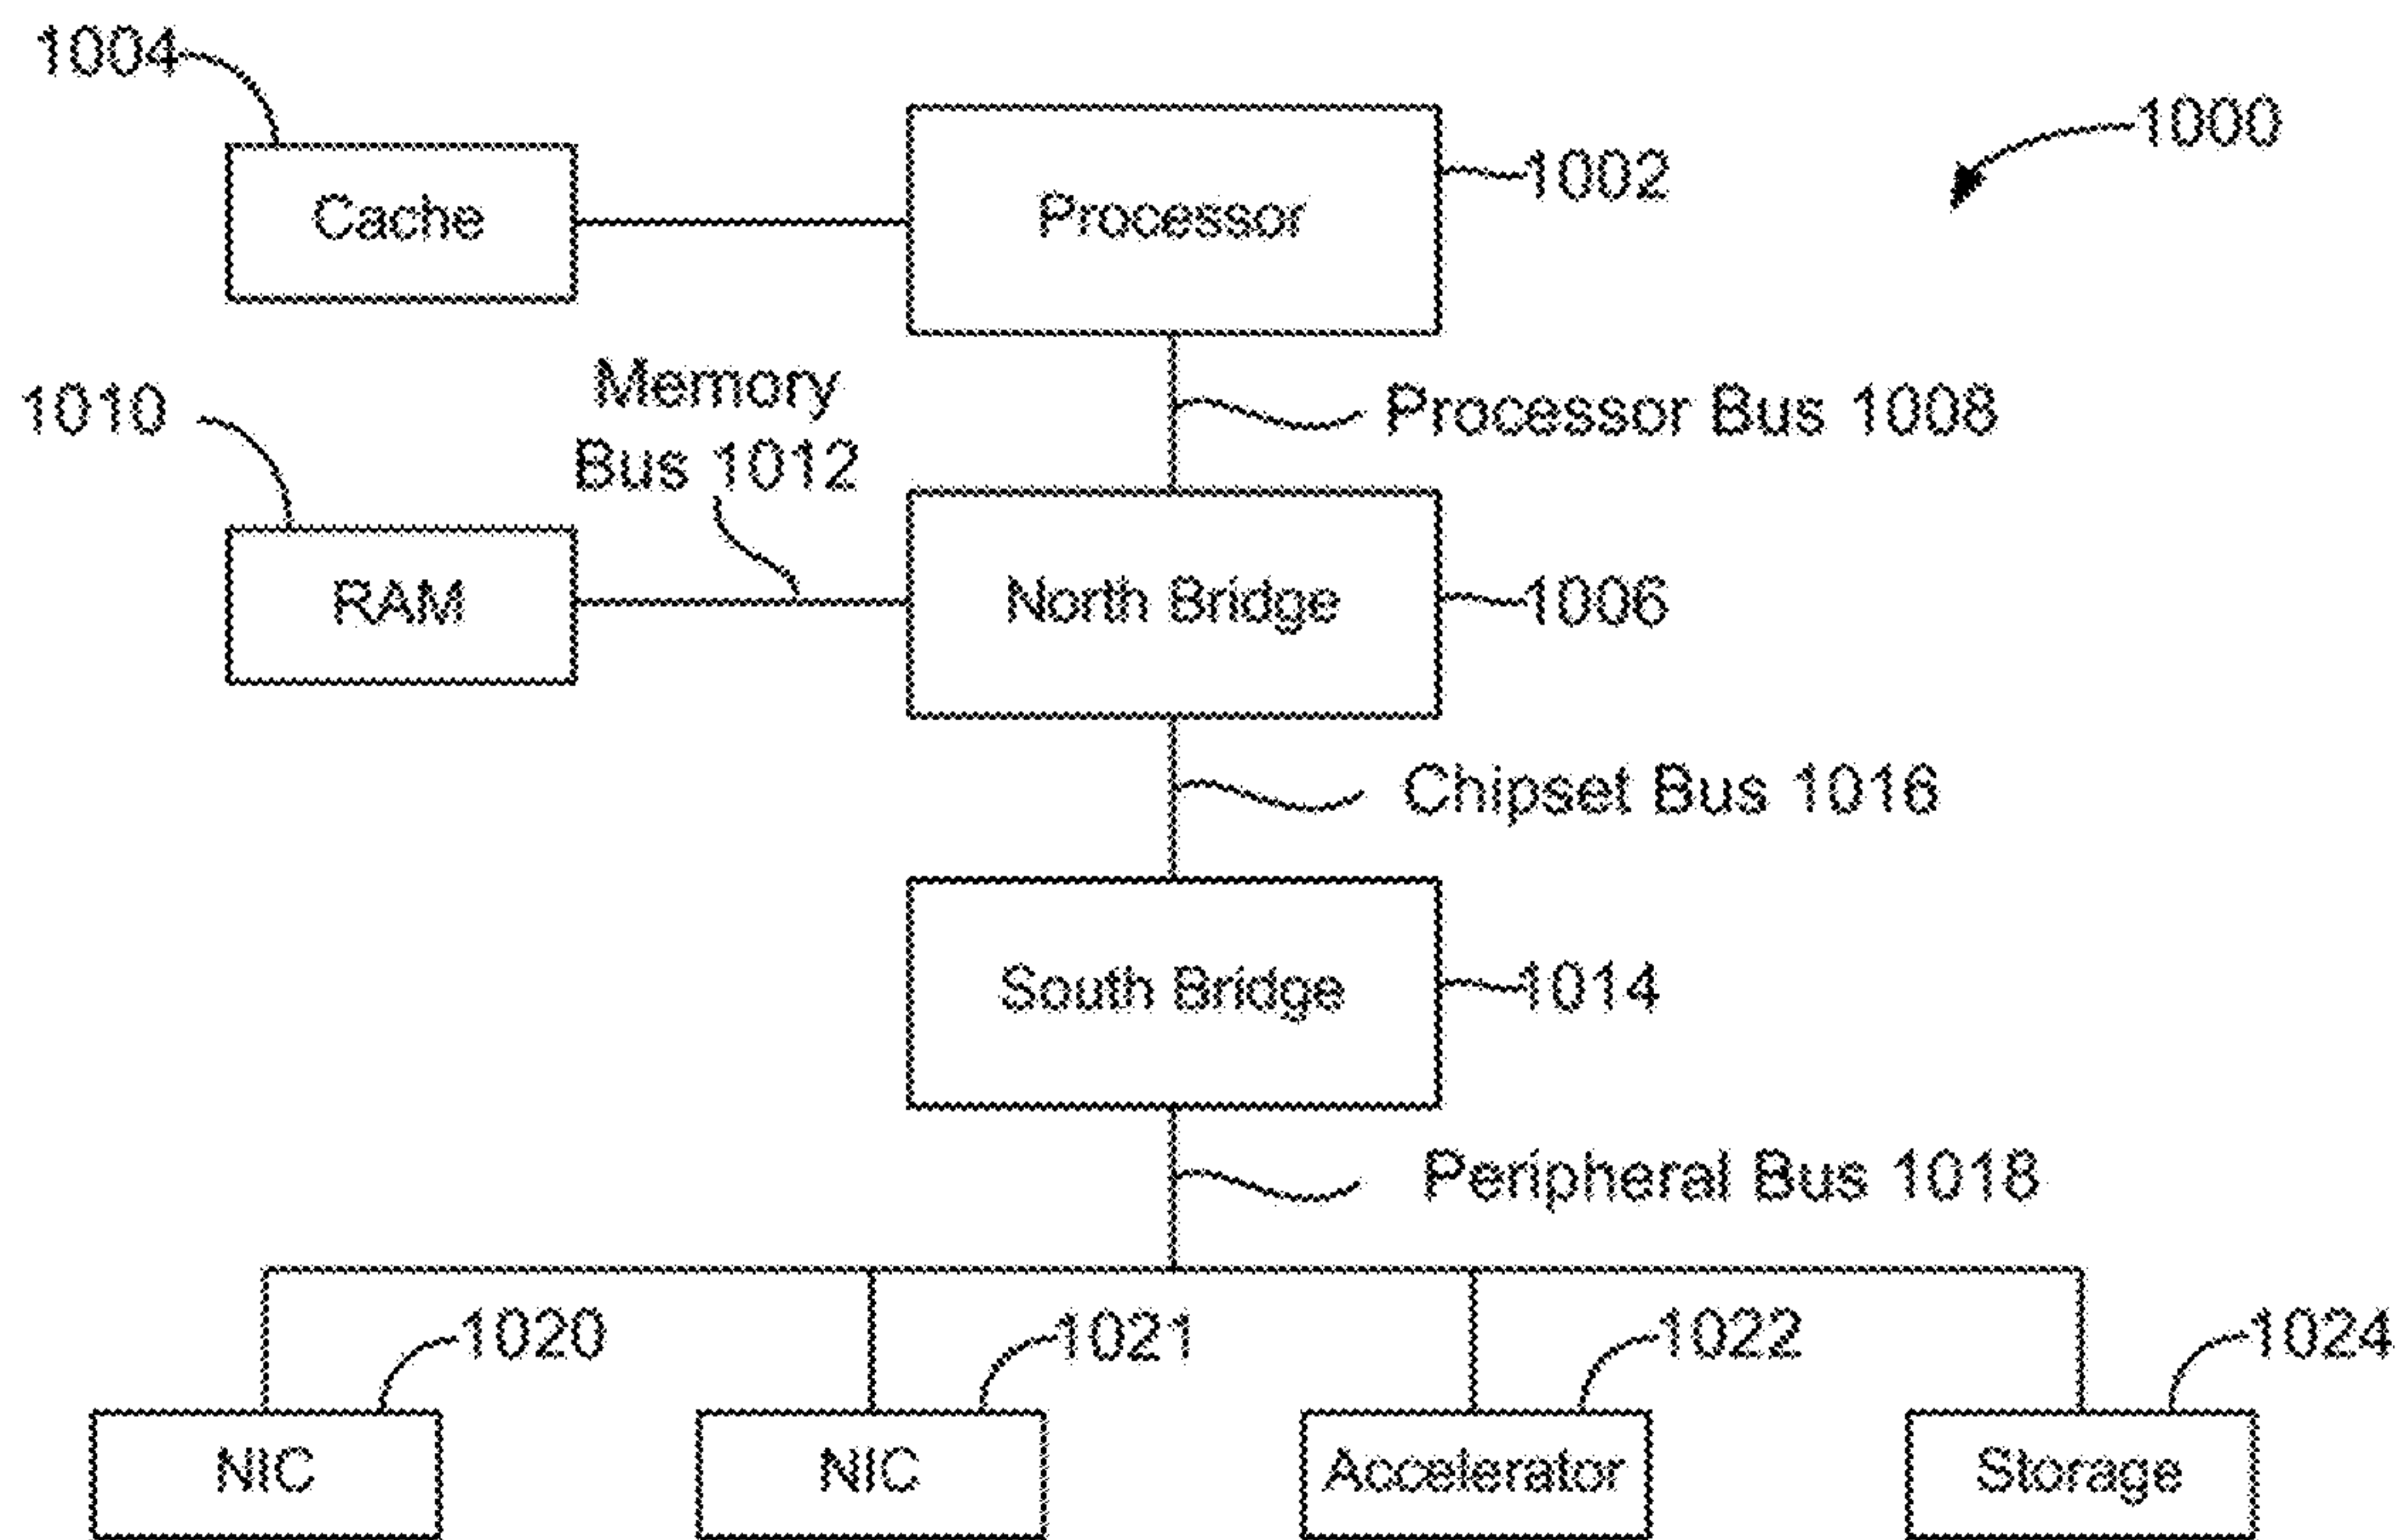 1004
1000
Cache
Processor
1002
Memory
Bus 1012
1010
Processor Bus 1008
RAM
North Bridge
1006
Chipset Bus 1016
South Bridge
1014
Peripheral Bus 1018
1020
1021
1022
1024
NIC
NIC
Accelerator
Storage